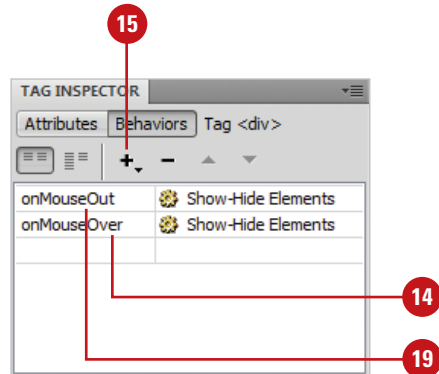 15
TAG INSPECTOR
Attributes Behaviors Tag <div>
onMouseOut Show-Hide Elements
onMouseOver Show-Hide Elements
14
19